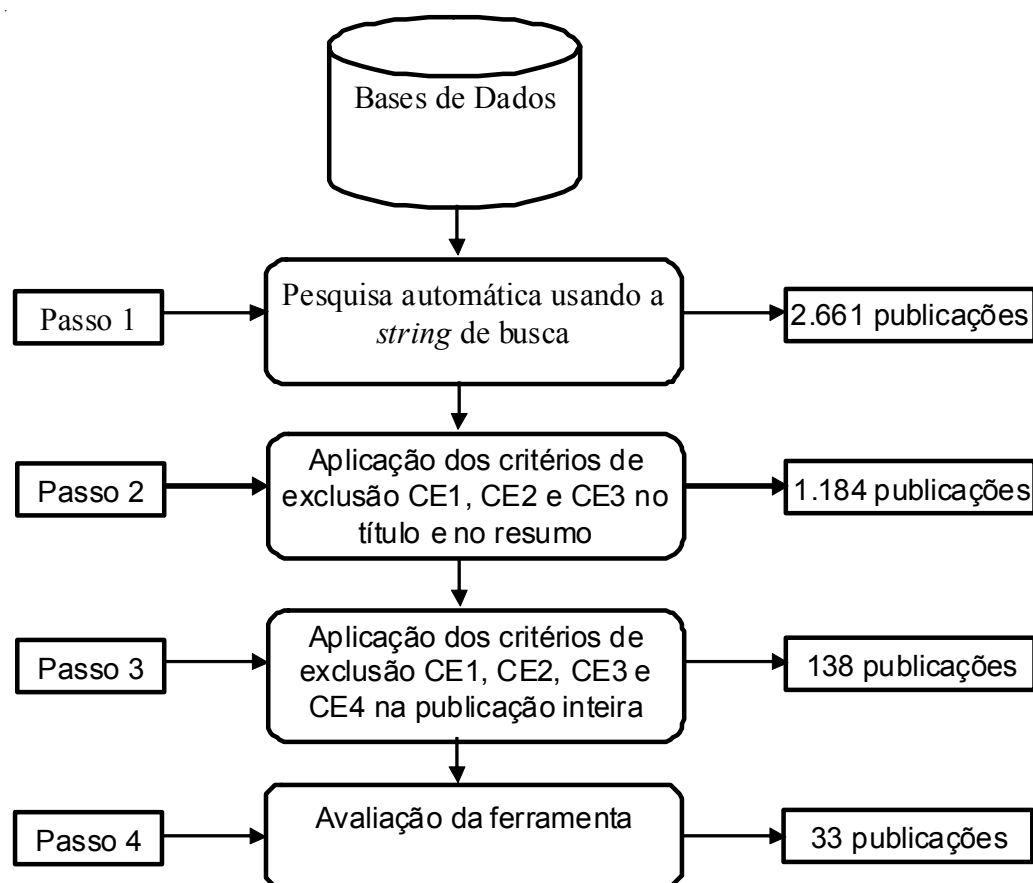 Bases de Dados
Passo 1
Pesquisa automática usando a
string de busca
2.661 publicações
Passo 2
Aplicação dos critérios de
exclusão CE1, CE2 e CE3 no
título e no resumo
1.184 publicações
Passo 3
Aplicação dos critérios de
exclusão CE1, CE2, CE3 e
CE4 na publicação inteira
138 publicações
Passo 4
Avaliação da ferramenta
33 publicações